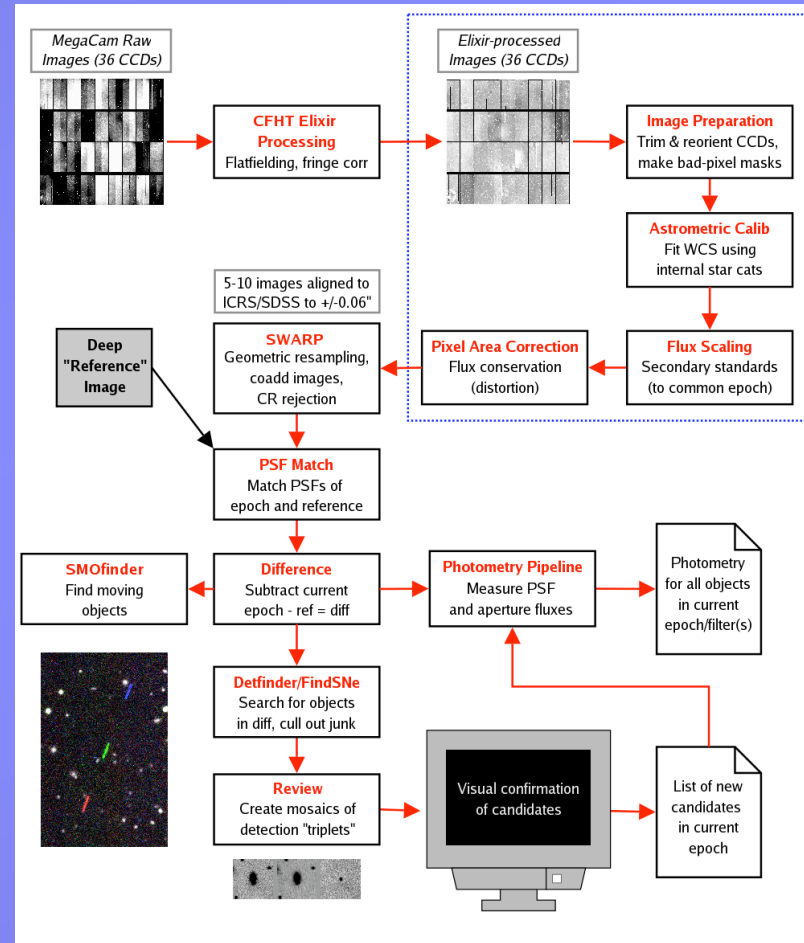 MegaCam Raw
Images (36 CCDs)
CFHT Elixir
Processing
Flatfielding, fringe corr
Elixir-processed
Images (36 CCDs)
Image Preparation
Trim & reorient CCDs,
make bad-pixel masks
Astrometric Calib
Fit WCS using
internal star cats
Flux Scaling
Secondary standards
(to common epoch)
Pixel Area Correction
Flux conservation
(distortion)
5-10 images aligned to
ICRS/SDSS to +/-0.06"
SWARP
Geometric resampling,
coadd images,
CR rejection
Deep
"Reference"
Image
PSF Match
Match PSFs of
epoch and reference
Difference
Subtract current
epoch - ref = diff
SMOfinder
Find moving
objects
Photometry Pipeline
Measure PSF
and aperture fluxes
Photometry
for all objects
in current
epoch/filter(s)
Detfinder/FindSNe
Search for objects
in diff, cull out junk
Review
Create mosaics of
detection "triplets"
Visual confirmation
of candidates
List of new
candidates
in current
epoch